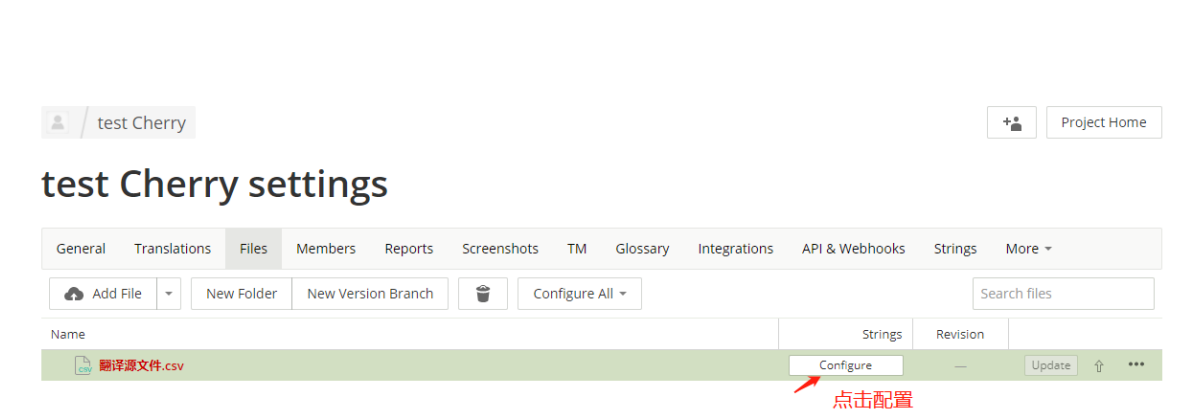 test Cherry
Project Home
test Cherry settings
General Translations Files Members Reports Screenshots TM Glossary Integrations API & Webhooks Strings More
Add File New Folder New Version Branch Configure All Search files
Name Strings Revision
CSV 翻译源文件.csv Configure — Update ⇧ •••
点击配置